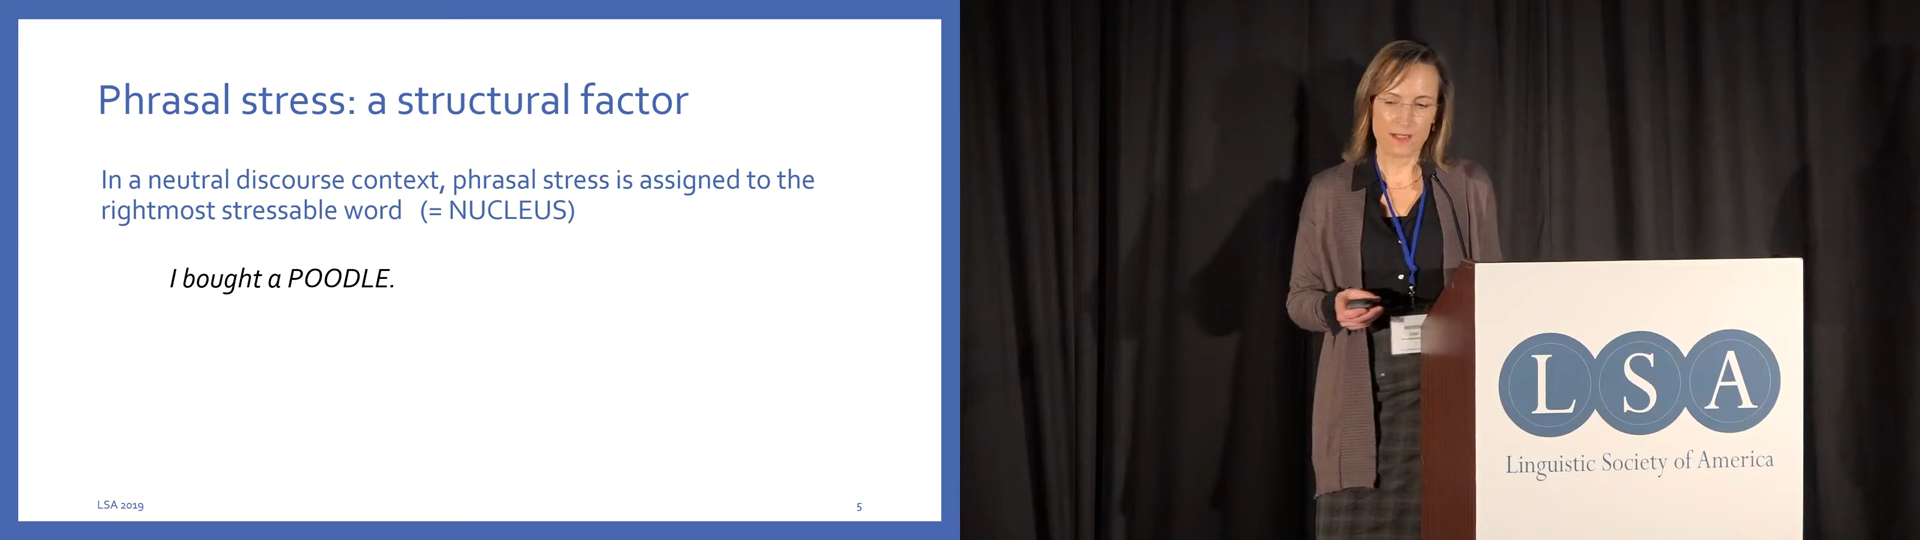 Phrasal stress: a structural factor
In a neutral discourse context, phrasal stress is assigned to the
rightmost stressable word (= NUCLEUS)
I bought a POODLE.
LSA 2019
5
L S A
Linguistic Society of America